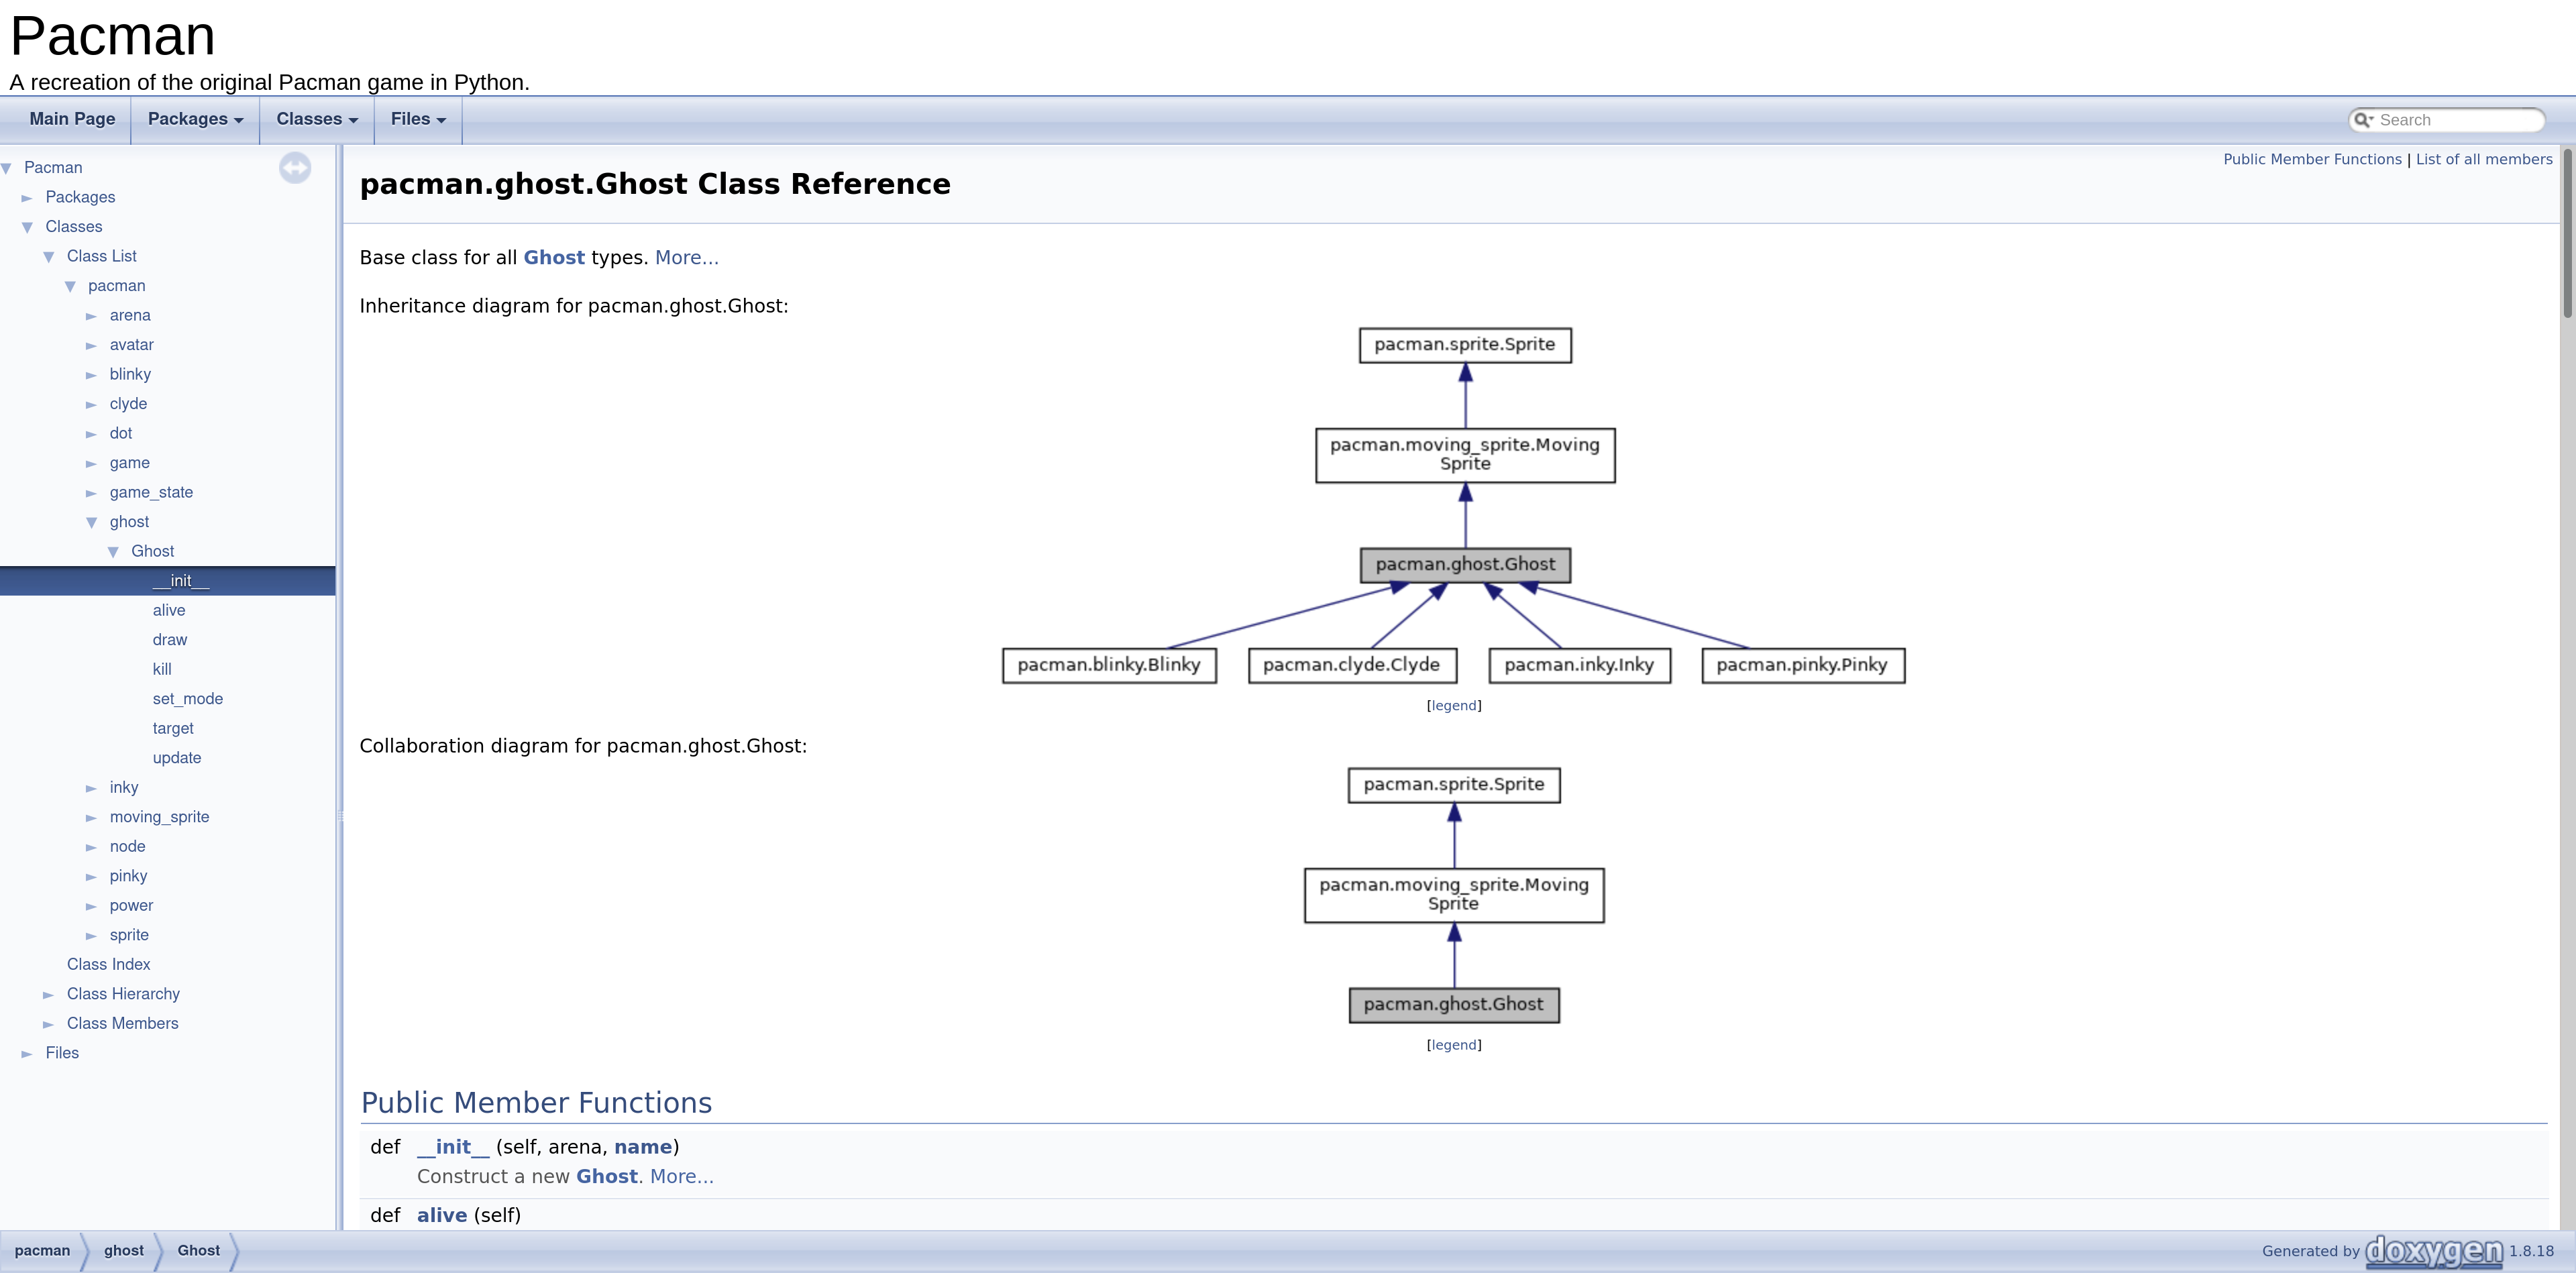 Pacman
A recreation of the original Pacman game in Python.
Main Page Packages Classes Files Search
Pacman
Packages
Classes
Class List
pacman
arena
avatar
blinky
clyde
dot
game
game_state
ghost
Ghost
__init__
alive
draw
kill
set_mode
target
update
inky
moving_sprite
node
pinky
power
sprite
Class Index
Class Hierarchy
Class Members
Files
Public Member Functions | List of all members
pacman.ghost.Ghost Class Reference
Base class for all Ghost types. More...
Inheritance diagram for pacman.ghost.Ghost:
pacman.sprite.Sprite
pacman.moving_sprite.Moving
Sprite
pacman.ghost.Ghost
pacman.blinky.Blinky pacman.clyde.Clyde pacman.inky.Inky pacman.pinky.Pinky
[legend]
Collaboration diagram for pacman.ghost.Ghost:
pacman.sprite.Sprite
pacman.moving_sprite.Moving
Sprite
pacman.ghost.Ghost
[legend]
Public Member Functions
def __init__ (self, arena, name)
Construct a new Ghost. More...
def alive (self)
pacman ghost Ghost
Generated by doxygen 1.8.18